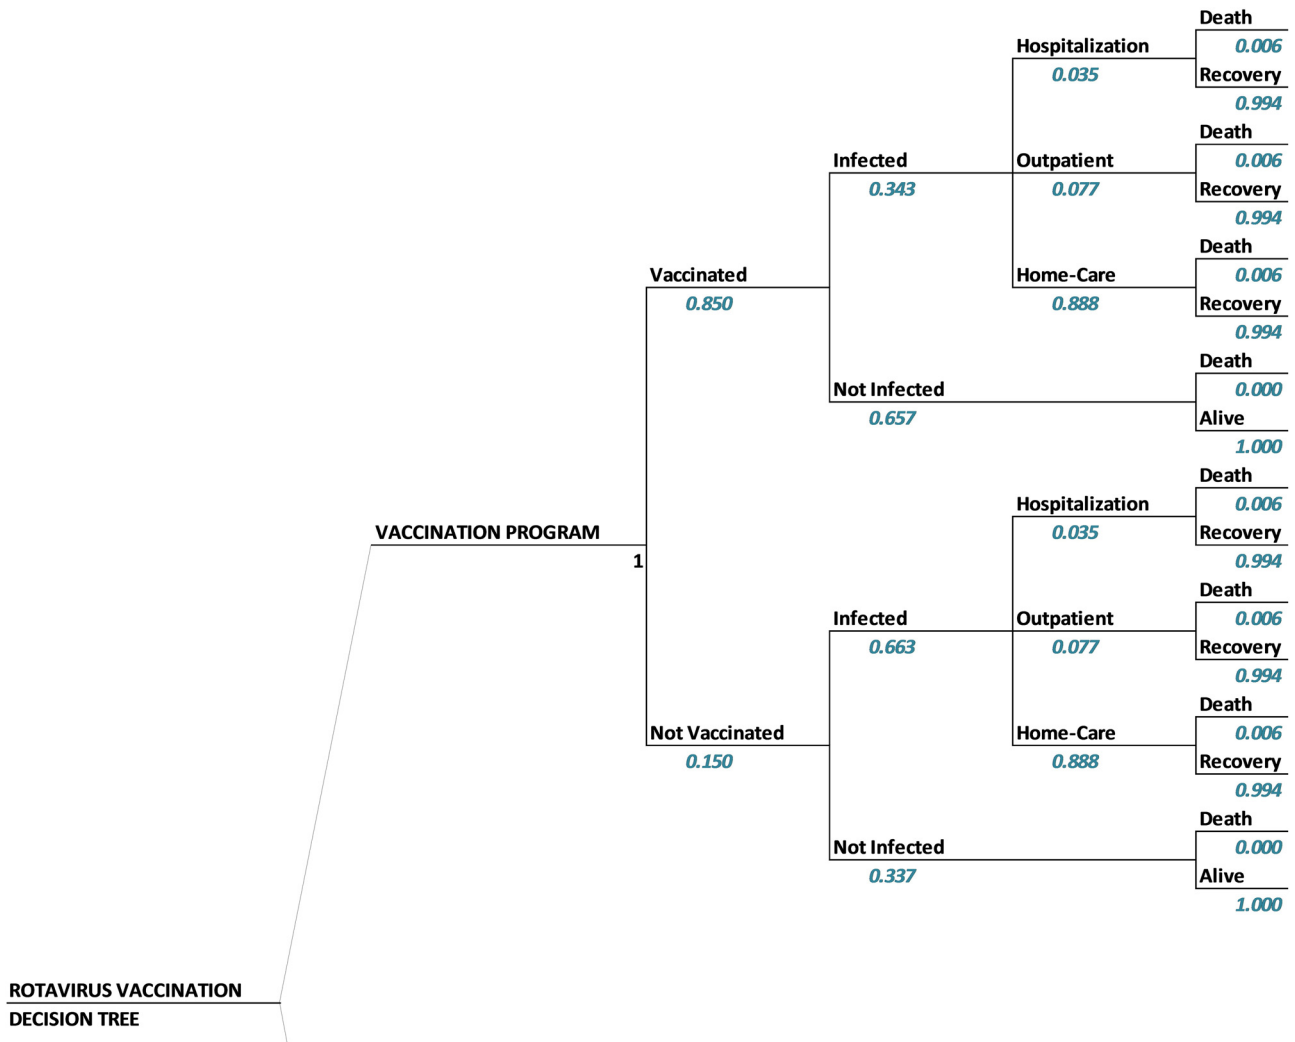 Death
Hospitalization
0.006
0.035
Recovery
0.994
Death
Infected
Outpatient
0.006
0.343
0.077
Recovery
0.994
Death
Vaccinated
Home-Care
0.006
0.850
0.888
Recovery
0.994
Death
Not Infected
0.000
0.657
Alive
1.000
Death
Hospitalization
0.006
VACCINATION PROGRAM
0.035
Recovery
1
0.994
Death
Infected
Outpatient
0.006
0.663
0.077
Recovery
0.994
Death
Not Vaccinated
Home-Care
0.006
0.150
0.888
Recovery
0.994
Death
Not Infected
0.000
0.337
Alive
1.000
ROTAVIRUS VACCINATION
DECISION TREE